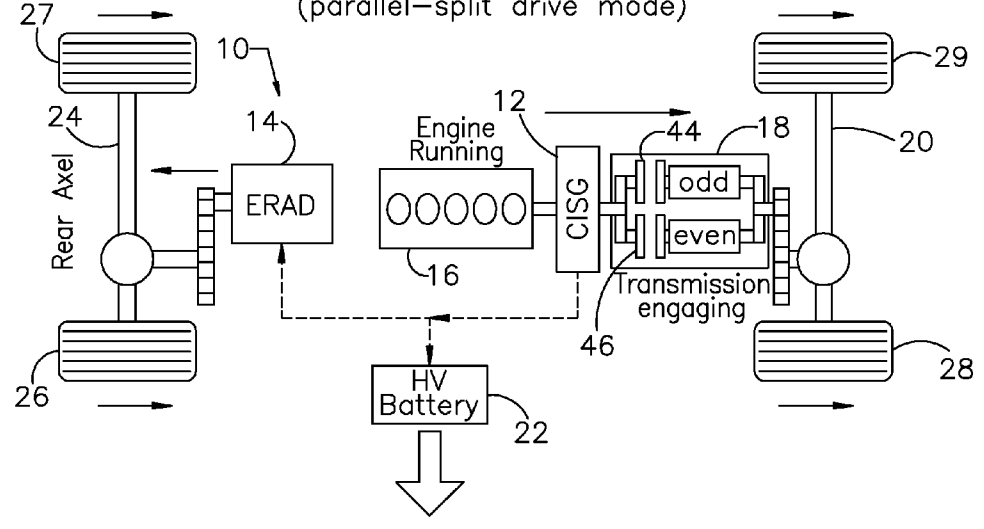 (parallel-split drive mode)
27
10
29
24
14
12
44
18
Engine
Running
20
Rear Axel
ERAD
CISG
odd
even
16
Transmission
engaging
46
26
HV
Battery
22
28